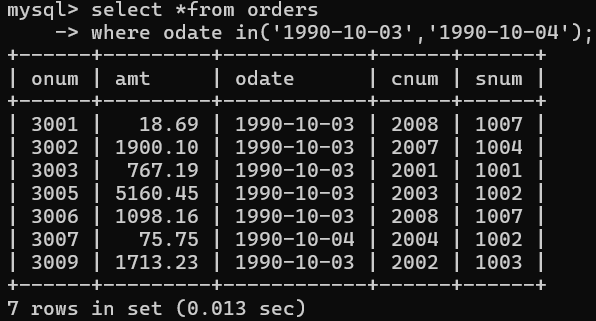 mysql> select *from orders
    -> where odate in('1990-10-03','1990-10-04');
+------+---------+------------+------+------+
| onum | amt     | odate      | cnum | snum |
+------+---------+------------+------+------+
| 3001 |   18.69 | 1990-10-03 | 2008 | 1007 |
| 3002 | 1900.10 | 1990-10-03 | 2007 | 1004 |
| 3003 |  767.19 | 1990-10-03 | 2001 | 1001 |
| 3005 | 5160.45 | 1990-10-03 | 2003 | 1002 |
| 3006 | 1098.16 | 1990-10-03 | 2008 | 1007 |
| 3007 |   75.75 | 1990-10-04 | 2004 | 1002 |
| 3009 | 1713.23 | 1990-10-03 | 2002 | 1003 |
+------+---------+------------+------+------+
7 rows in set (0.013 sec)